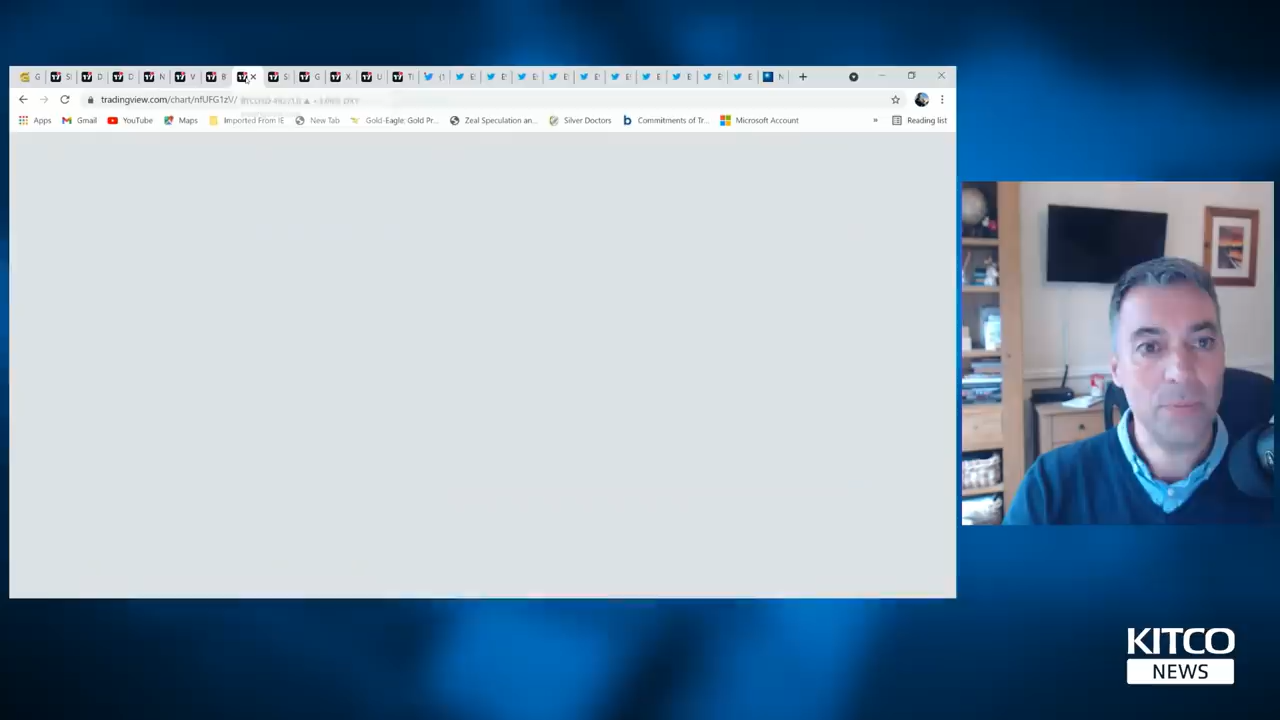 G S D D N V B S G X U T (1 E E E E E E E E E E N
tradingview.com/chart/nfUFG1zV/
Apps Gmail YouTube Maps Imported From IE New Tab Gold-Eagle: Gold Pr... Zeal Speculation an... Silver Doctors Commitments of Tr... Microsoft Account » Reading list
KITCO
NEWS